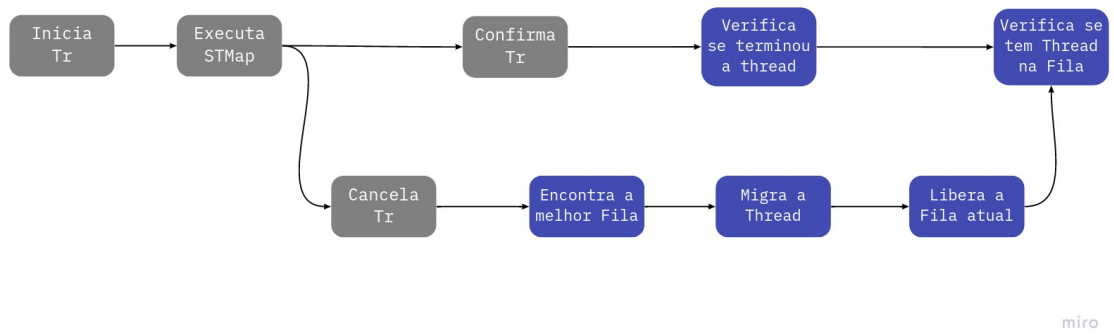 Inicia
Tr
Executa
STMap
Confirma
Tr
Verifica
se terminou
a thread
Verifica se
tem Thread
na Fila
Cancela
Tr
Encontra a
melhor Fila
Migra a
Thread
Libera a
Fila atual
miro